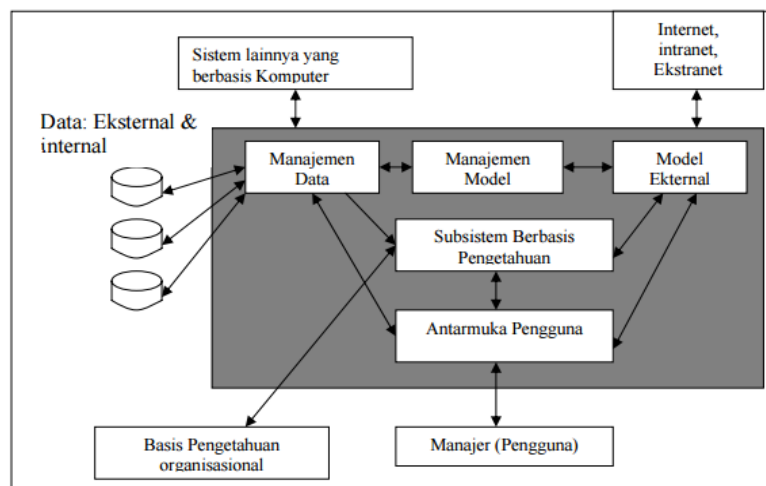 Sistem lainnya yang
berbasis Komputer
Internet,
intranet,
Ekstranet
Data: Eksternal &
internal
Manajemen
Data
Manajemen
Model
Model
Ekternal
Subsistem Berbasis
Pengetahuan
Antarmuka Pengguna
Basis Pengetahuan
organisasional
Manajer (Pengguna)